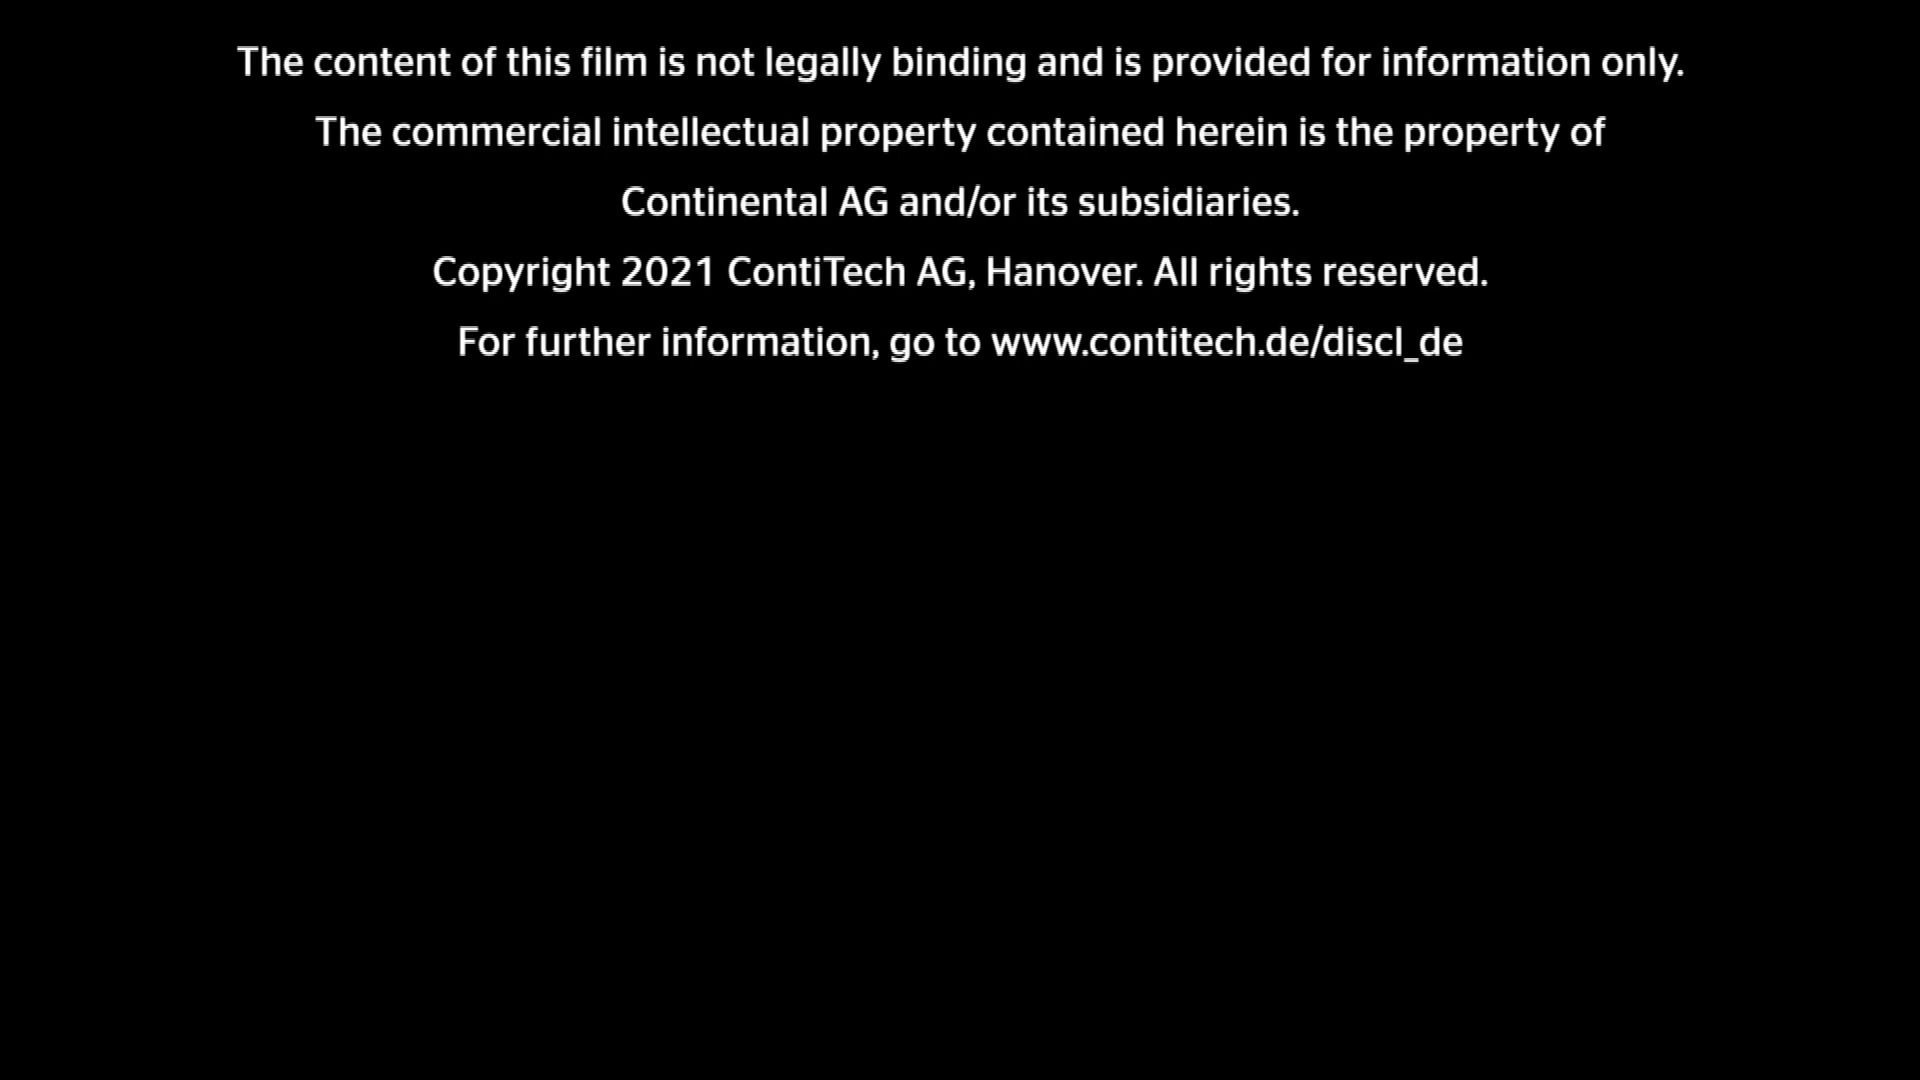 The content of this film is not legally binding and is provided for information only.
The commercial intellectual property contained herein is the property of
Continental AG and/or its subsidiaries.
Copyright 2021 ContiTech AG, Hanover. All rights reserved.
For further information, go to www.contitech.de/discl_de